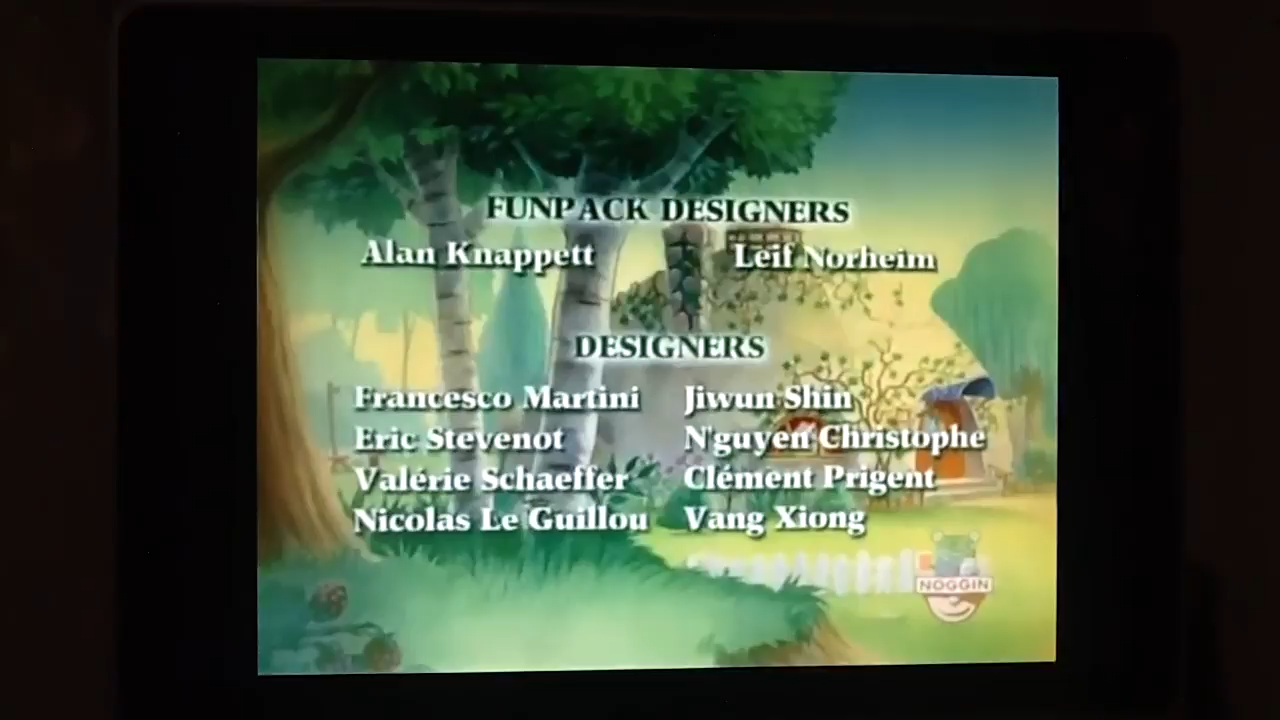 FUNPACK DESIGNERS
Alan Knappett Leif Norheim
DESIGNERS
Francesco Martini Jiwun Shin
Eric Stevenot N'guyen Christophe
Valérie Schaeffer Clément Prigent
Nicolas Le Guillou Vang Xiong
NOGGIN